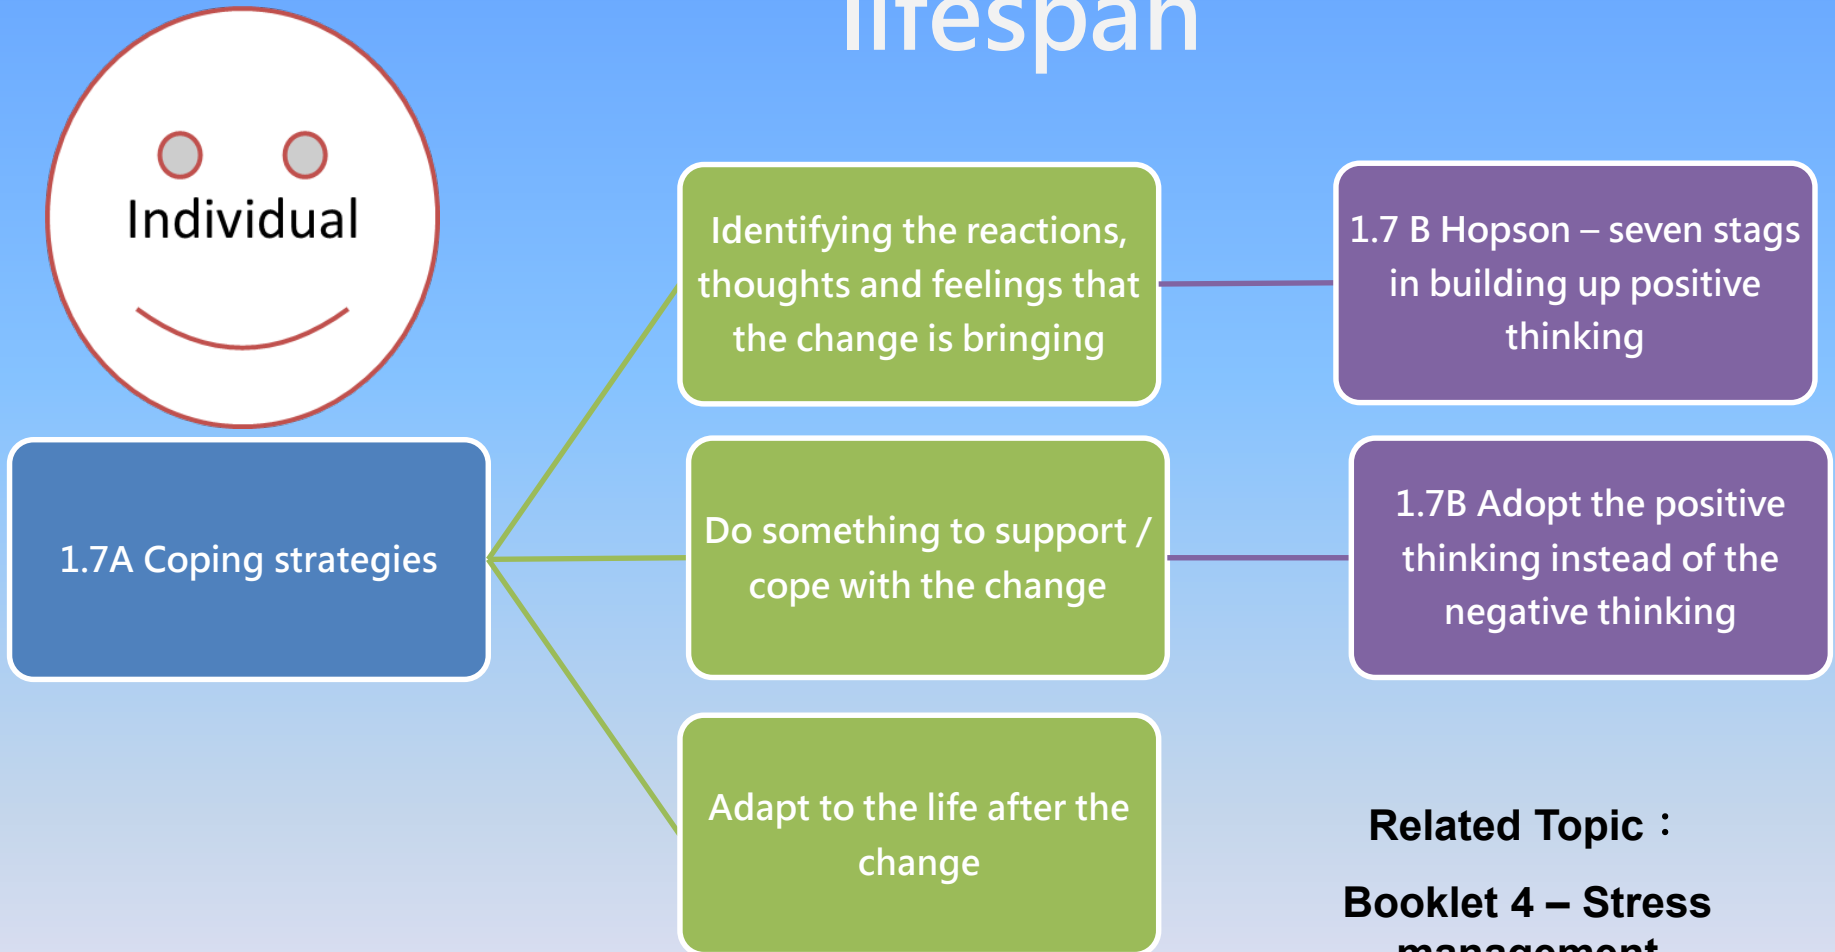 lifespan
Individual
Identifying the reactions,
thoughts and feelings that
the change is bringing
1.7 B Hopson – seven stags
in building up positive
thinking
1.7A Coping strategies
Do something to support /
cope with the change
1.7B Adopt the positive
thinking instead of the
negative thinking
Adapt to the life after the
change
Related Topic：
Booklet 4 – Stress
management